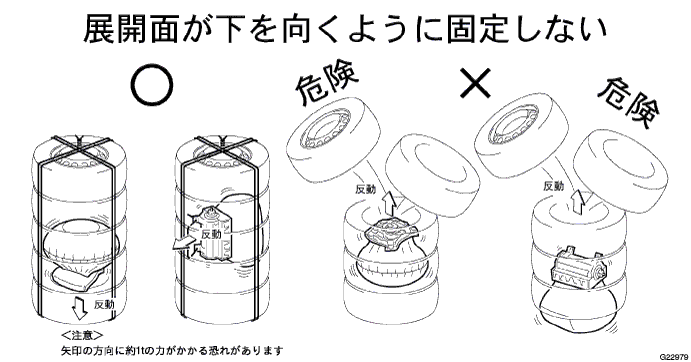 展開面が下を向くように固定しない
○
危険
×
危険
反動
反動
反動
反動
＜注意＞
矢印の方向に約1tの力がかかる恐れがあります
G22979